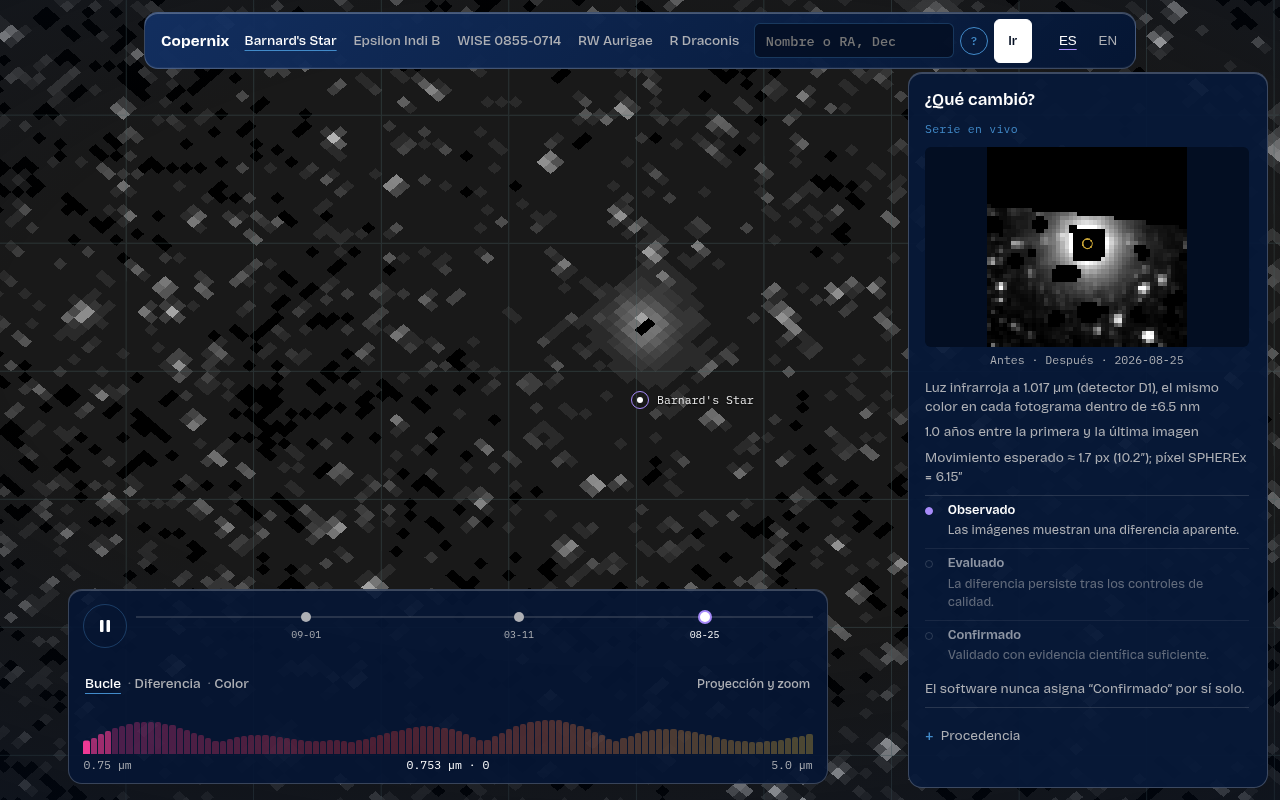 Copernix Barnard's Star Epsilon Indi B WISE 0855-0714 RW Aurigae R Draconis Nombre o RA, Dec ? Ir ES EN
¿Qué cambió?
Serie en vivo
Antes · Después · 2026-08-25
Luz infrarroja a 1.017 µm (detector D1), el mismo
color en cada fotograma dentro de ±6.5 nm
1.0 años entre la primera y la última imagen
Movimiento esperado ≈ 1.7 px (10.2″); píxel SPHEREx
= 6.15″
Observado
Las imágenes muestran una diferencia aparente.
Evaluado
La diferencia persiste tras los controles de
calidad.
Confirmado
Validado con evidencia científica suficiente.
El software nunca asigna “Confirmado” por sí solo.
+ Procedencia
Barnard's Star
09-01 03-11 08-25
Bucle · Diferencia · Color Proyección y zoom
0.75 µm 0.753 µm · 0 5.0 µm